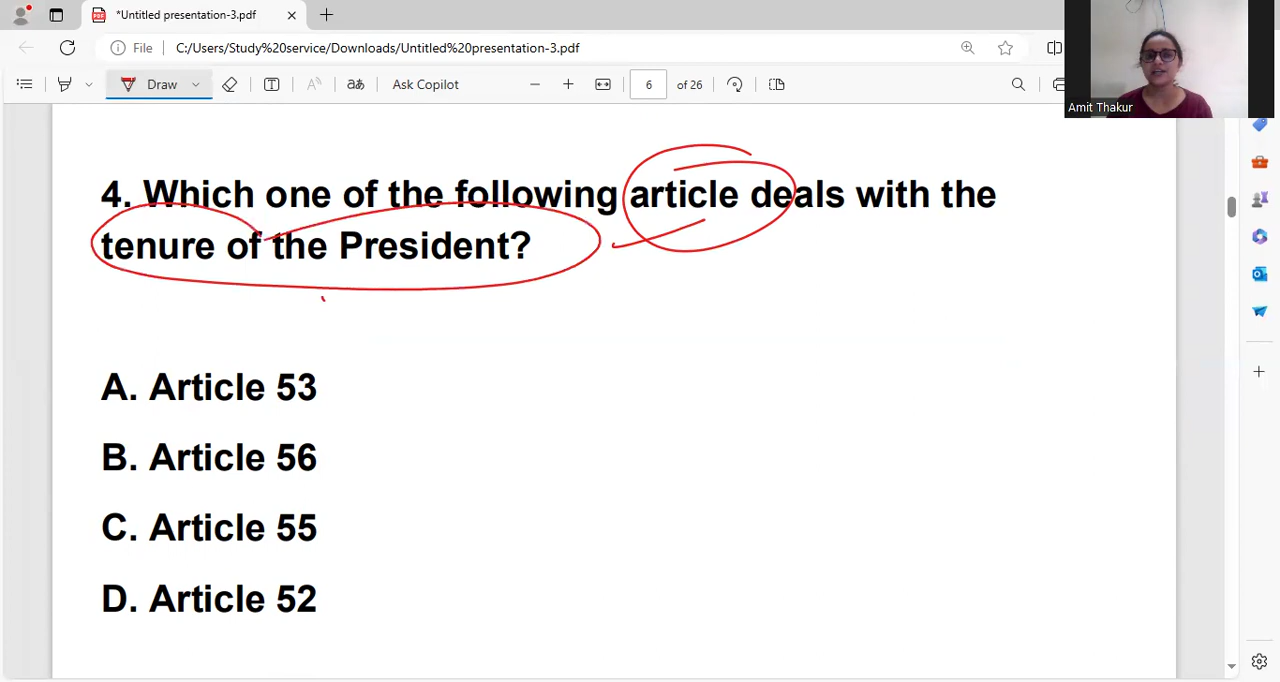 *Untitled presentation-3.pdf
File C:/Users/Study%20service/Downloads/Untitled%20presentation-3.pdf
Draw aあ Ask Copilot 6 of 26
Amit Thakur
4. Which one of the following article deals with the
tenure of the President?
A. Article 53
B. Article 56
C. Article 55
D. Article 52